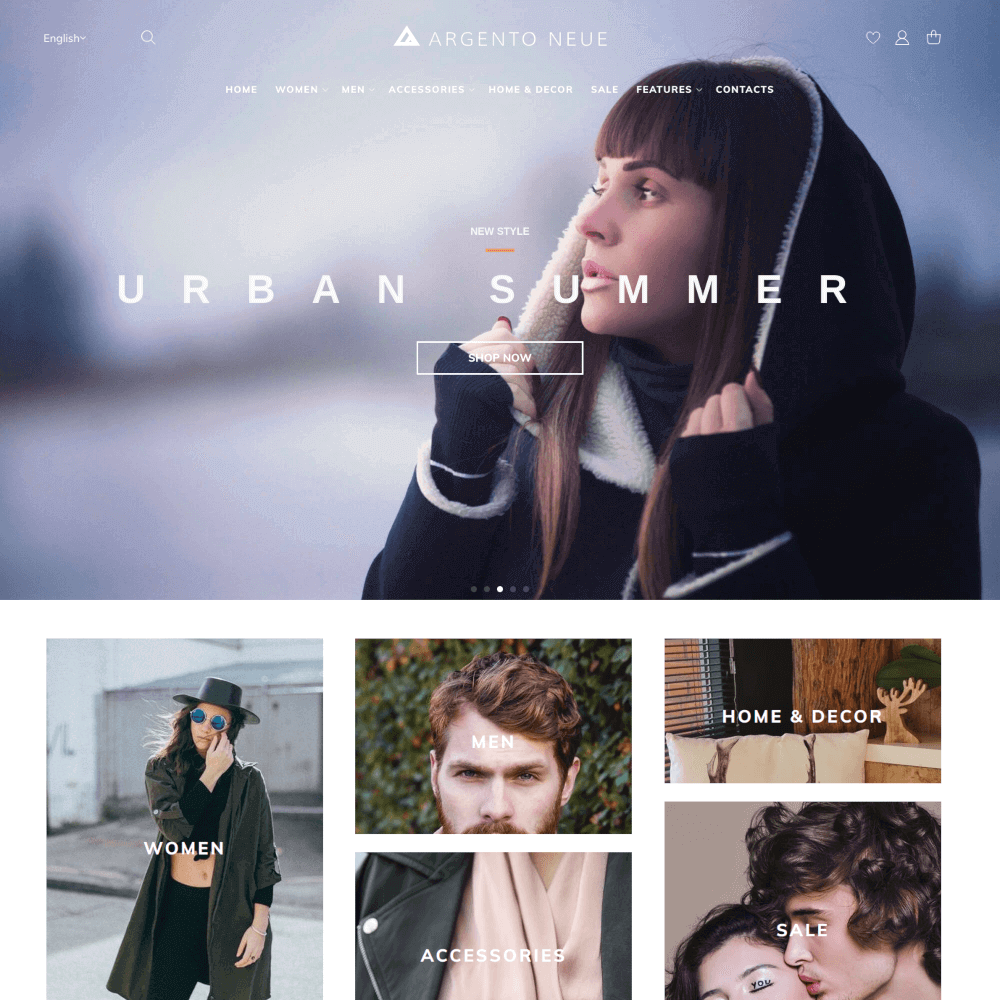 English
ARGENTO NEUE
HOME WOMEN MEN ACCESSORIES HOME & DECOR SALE FEATURES CONTACTS
NEW STYLE
URBAN SUMMER
SHOP NOW
WOMEN
MEN
HOME & DECOR
ACCESSORIES
SALE
YOU